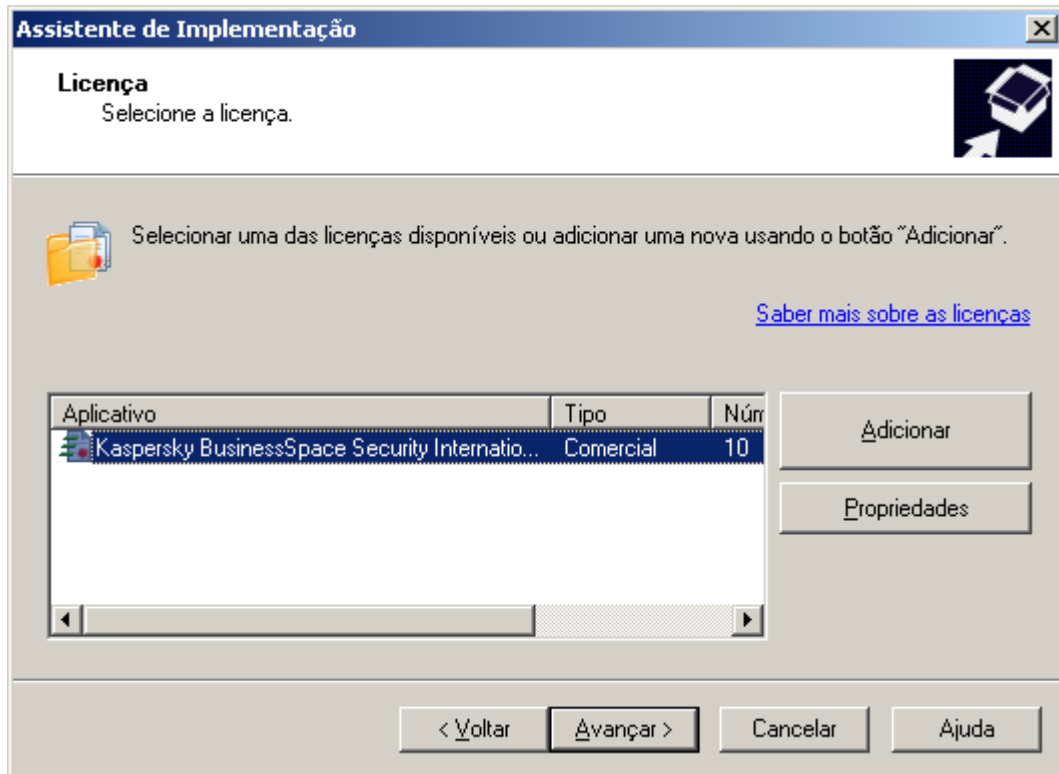 Assistente de Implementação
Licença
Selecione a licença.
Selecionar uma das licenças disponíveis ou adicionar uma nova usando o botão "Adicionar".
Saber mais sobre as licenças
Aplicativo Tipo Núm
Kaspersky BusinessSpace Security Internatio... Comercial 10
Adicionar
Propriedades
< Voltar Avançar > Cancelar Ajuda